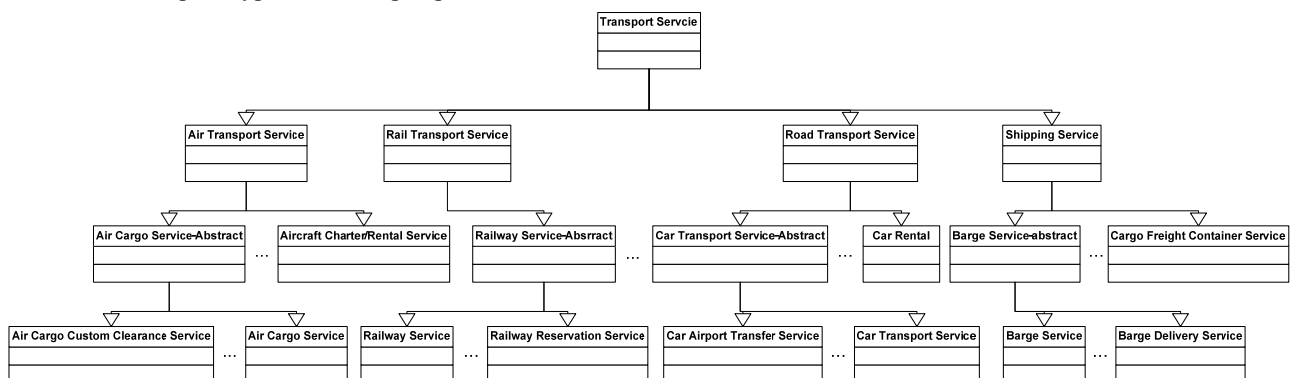 Transport Servcie
Air Transport Service
Rail Transport Service
Road Transport Service
Shipping Service
Air Cargo Service-Abstract
...
Aircraft Charter/Rental Service
Railway Service-Absrract
...
Car Transport Service-Abstract
...
Car Rental
Barge Service-abstract
...
Cargo Freight Container Service
Air Cargo Custom Clearance Service
...
Air Cargo Service
Railway Service
...
Railway Reservation Service
Car Airport Transfer Service
...
Car Transport Service
Barge Service
...
Barge Delivery Service